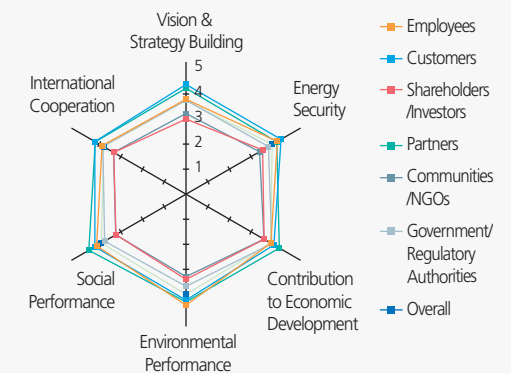 Vision &
Strategy Building
5
4
3
2
1
International
Cooperation
Energy
Security
Social
Performance
Contribution
to Economic
Development
Environmental
Performance
Employees
Customers
Shareholders
/Investors
Partners
Communities
/NGOs
Government/
Regulatory
Authorities
Overall